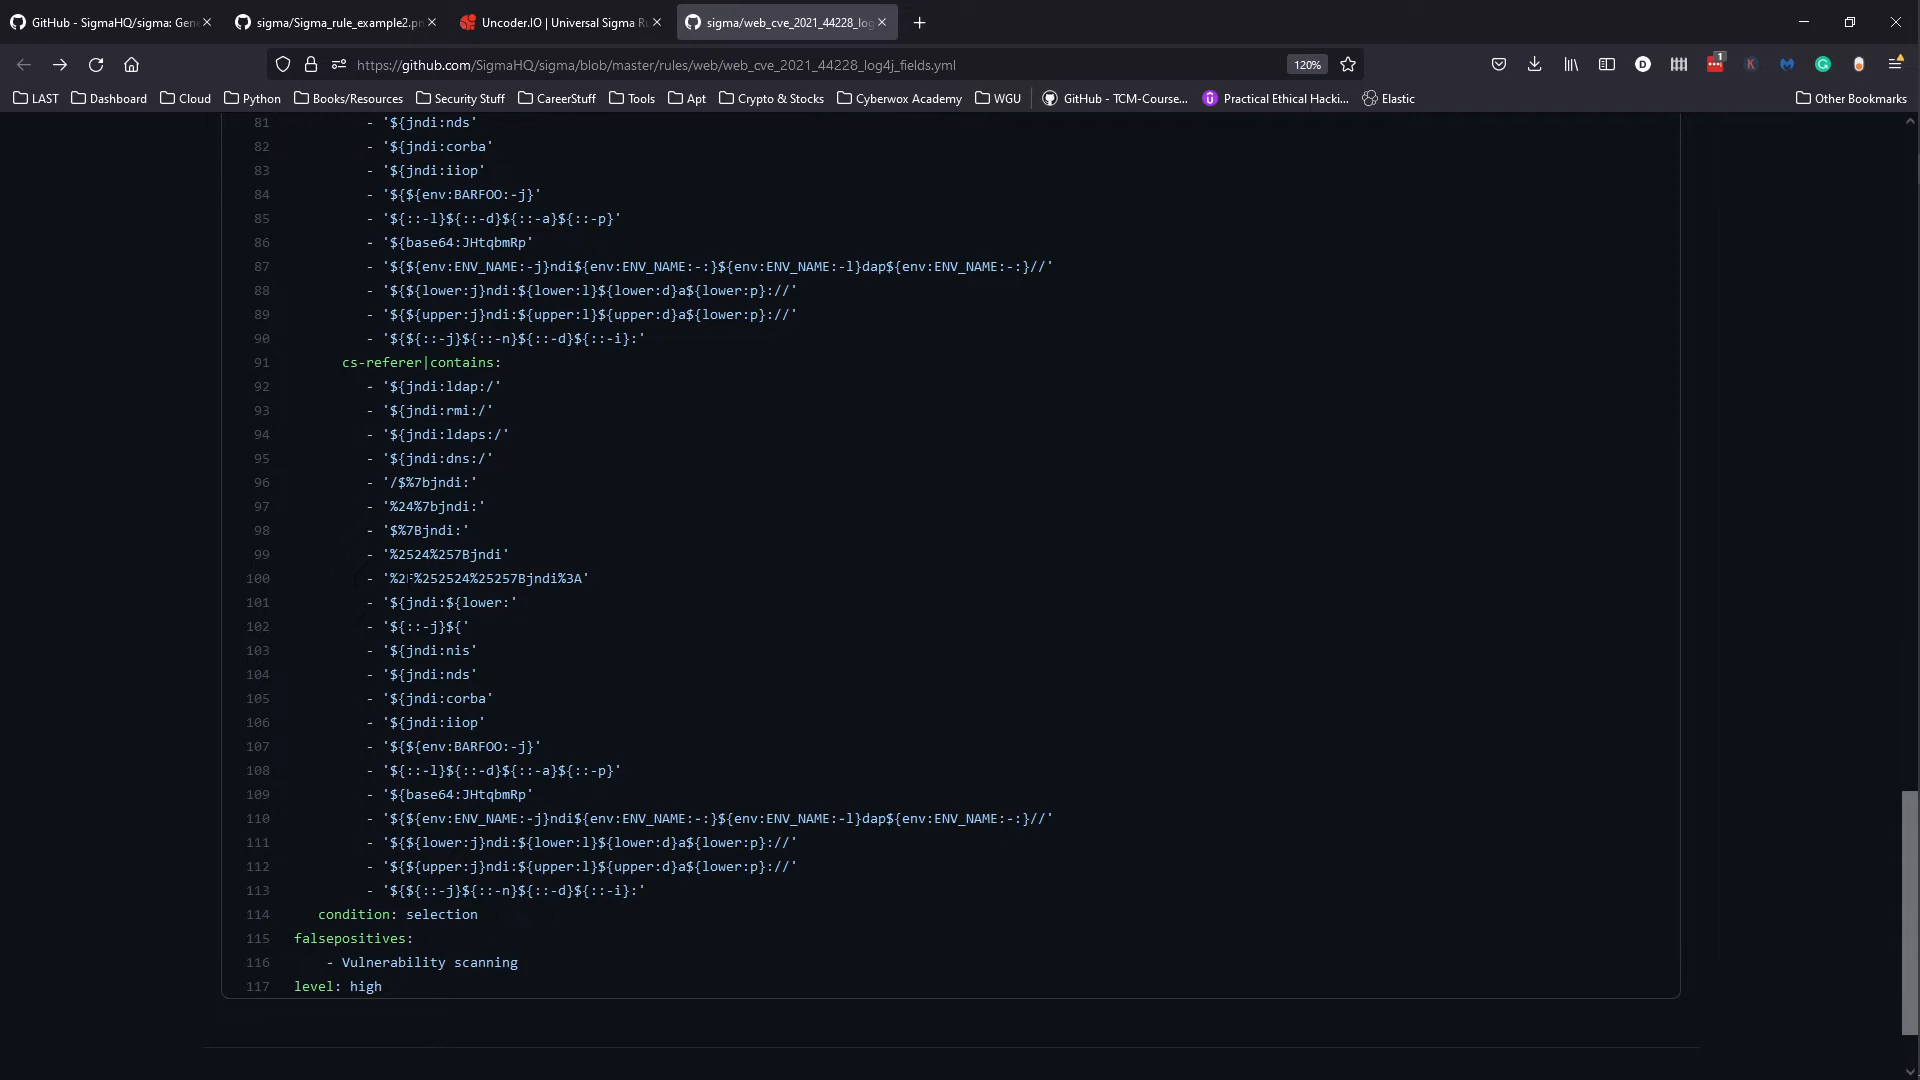 GitHub - SigmaHQ/sigma: Gene
sigma/Sigma_rule_example2.pn
Uncoder.IO | Universal Sigma Ru
sigma/web_cve_2021_44228_log
https://github.com/SigmaHQ/sigma/blob/master/rules/web/web_cve_2021_44228_log4j_fields.yml
120%
1
LAST Dashboard Cloud Python Books/Resources Security Stuff CareerStuff Tools Apt Crypto & Stocks Cyberwox Academy WGU GitHub - TCM-Course... Practical Ethical Hacki... Elastic Other Bookmarks
81 - '${jndi:nds'
82 - '${jndi:corba'
83 - '${jndi:iiop'
84 - '${${env:BARFOO:-j}'
85 - '${::-l}${::-d}${::-a}${::-p}'
86 - '${base64:JHtqbmRp'
87 - '${${env:ENV_NAME:-j}ndi${env:ENV_NAME:-:}${env:ENV_NAME:-l}dap${env:ENV_NAME:-:}//'
88 - '${${lower:j}ndi:${lower:l}${lower:d}a${lower:p}://'
89 - '${${upper:j}ndi:${upper:l}${upper:d}a${lower:p}://'
90 - '${${::-j}${::-n}${::-d}${::-i}:'
91 cs-referer|contains:
92 - '${jndi:ldap:/'
93 - '${jndi:rmi:/'
94 - '${jndi:ldaps:/'
95 - '${jndi:dns:/'
96 - '/$%7bjndi:'
97 - '%24%7bjndi:'
98 - '$%7Bjndi:'
99 - '%2524%257Bjndi'
100 - '%2F%252524%25257Bjndi%3A'
101 - '${jndi:${lower:'
102 - '${::-j}${'
103 - '${jndi:nis'
104 - '${jndi:nds'
105 - '${jndi:corba'
106 - '${jndi:iiop'
107 - '${${env:BARFOO:-j}'
108 - '${::-l}${::-d}${::-a}${::-p}'
109 - '${base64:JHtqbmRp'
110 - '${${env:ENV_NAME:-j}ndi${env:ENV_NAME:-:}${env:ENV_NAME:-l}dap${env:ENV_NAME:-:}//'
111 - '${${lower:j}ndi:${lower:l}${lower:d}a${lower:p}://'
112 - '${${upper:j}ndi:${upper:l}${upper:d}a${lower:p}://'
113 - '${${::-j}${::-n}${::-d}${::-i}:'
114 condition: selection
115 falsepositives:
116 - Vulnerability scanning
117 level: high